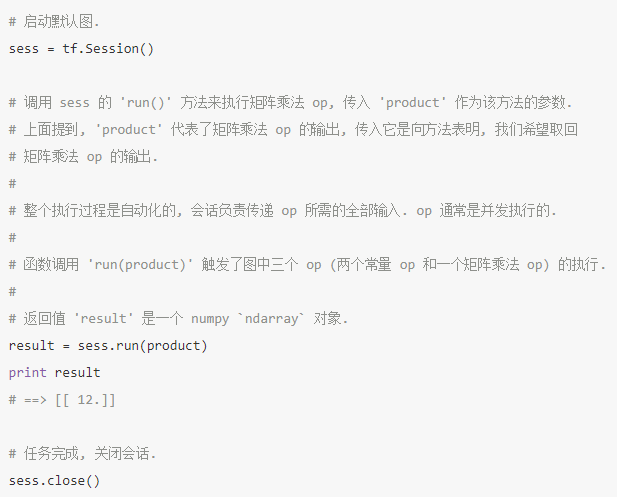 # 启动默认图.
sess = tf.Session()
# 调用 sess 的 'run()' 方法来执行矩阵乘法 op, 传入 'product' 作为该方法的参数.
# 上面提到, 'product' 代表了矩阵乘法 op 的输出, 传入它是向方法表明, 我们希望取回
# 矩阵乘法 op 的输出.
#
# 整个执行过程是自动化的, 会话负责传递 op 所需的全部输入. op 通常是并发执行的.
#
# 函数调用 'run(product)' 触发了图中三个 op (两个常量 op 和一个矩阵乘法 op) 的执行.
#
# 返回值 'result' 是一个 numpy `ndarray` 对象.
result = sess.run(product)
print result
# ==> [[ 12.]]
# 任务完成, 关闭会话.
sess.close()